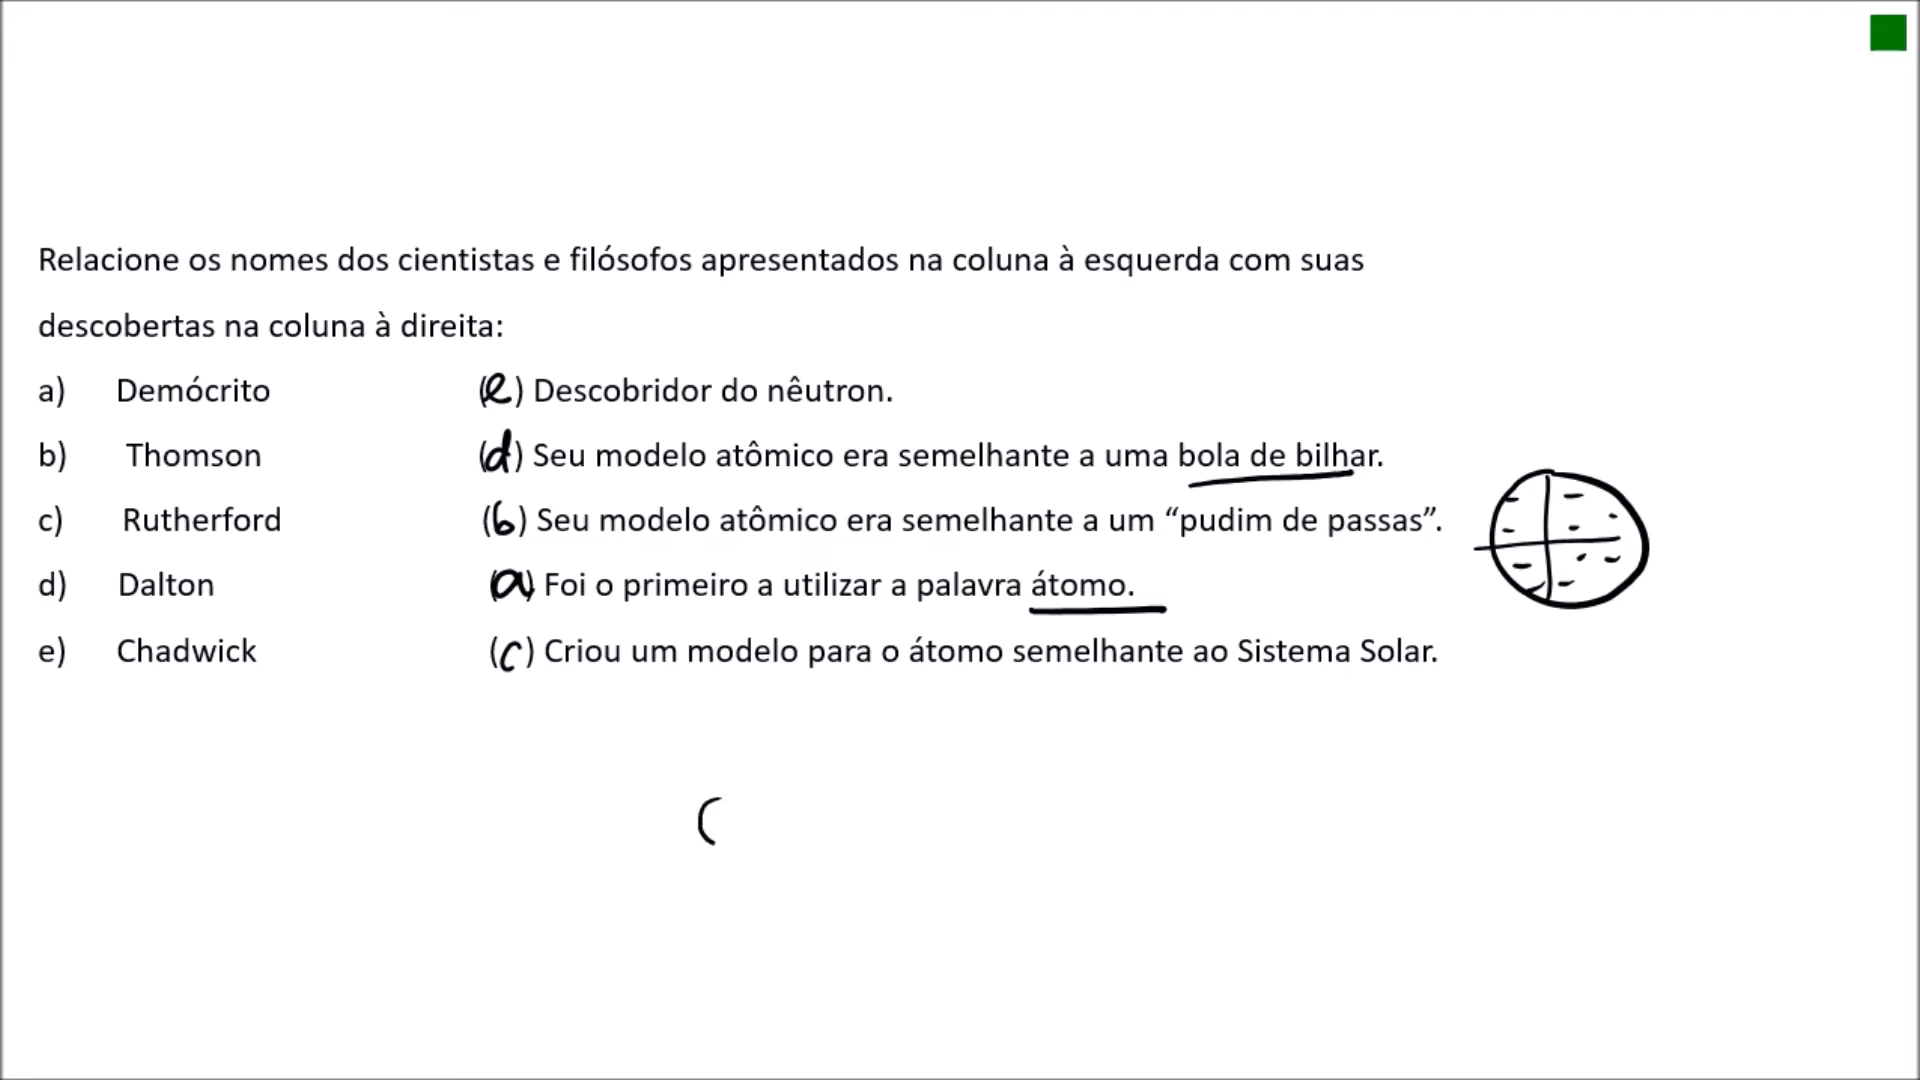 Relacione os nomes dos cientistas e filósofos apresentados na coluna à esquerda com suas
descobertas na coluna à direita:
a) Demócrito (e) Descobridor do nêutron.
b) Thomson (d) Seu modelo atômico era semelhante a uma bola de bilhar.
c) Rutherford (b) Seu modelo atômico era semelhante a um “pudim de passas”.
d) Dalton (a) Foi o primeiro a utilizar a palavra átomo.
e) Chadwick (c) Criou um modelo para o átomo semelhante ao Sistema Solar.
(